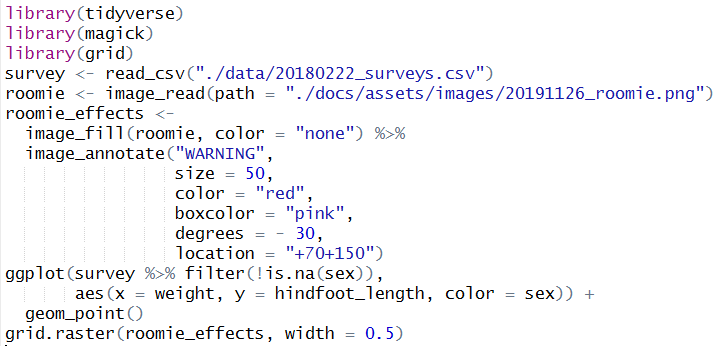 library(tidyverse)
library(magick)
library(grid)
survey <- read_csv("./data/20180222_surveys.csv")
roomie <- image_read(path = "./docs/assets/images/20191126_roomie.png")
roomie_effects <-
  image_fill(roomie, color = "none") %>%
  image_annotate("WARNING",
                 size = 50,
                 color = "red",
                 boxcolor = "pink",
                 degrees = - 30,
                 location = "+70+150")
ggplot(survey %>% filter(!is.na(sex)),
          aes(x = weight, y = hindfoot_length, color = sex)) +
  geom_point()
grid.raster(roomie_effects, width = 0.5)